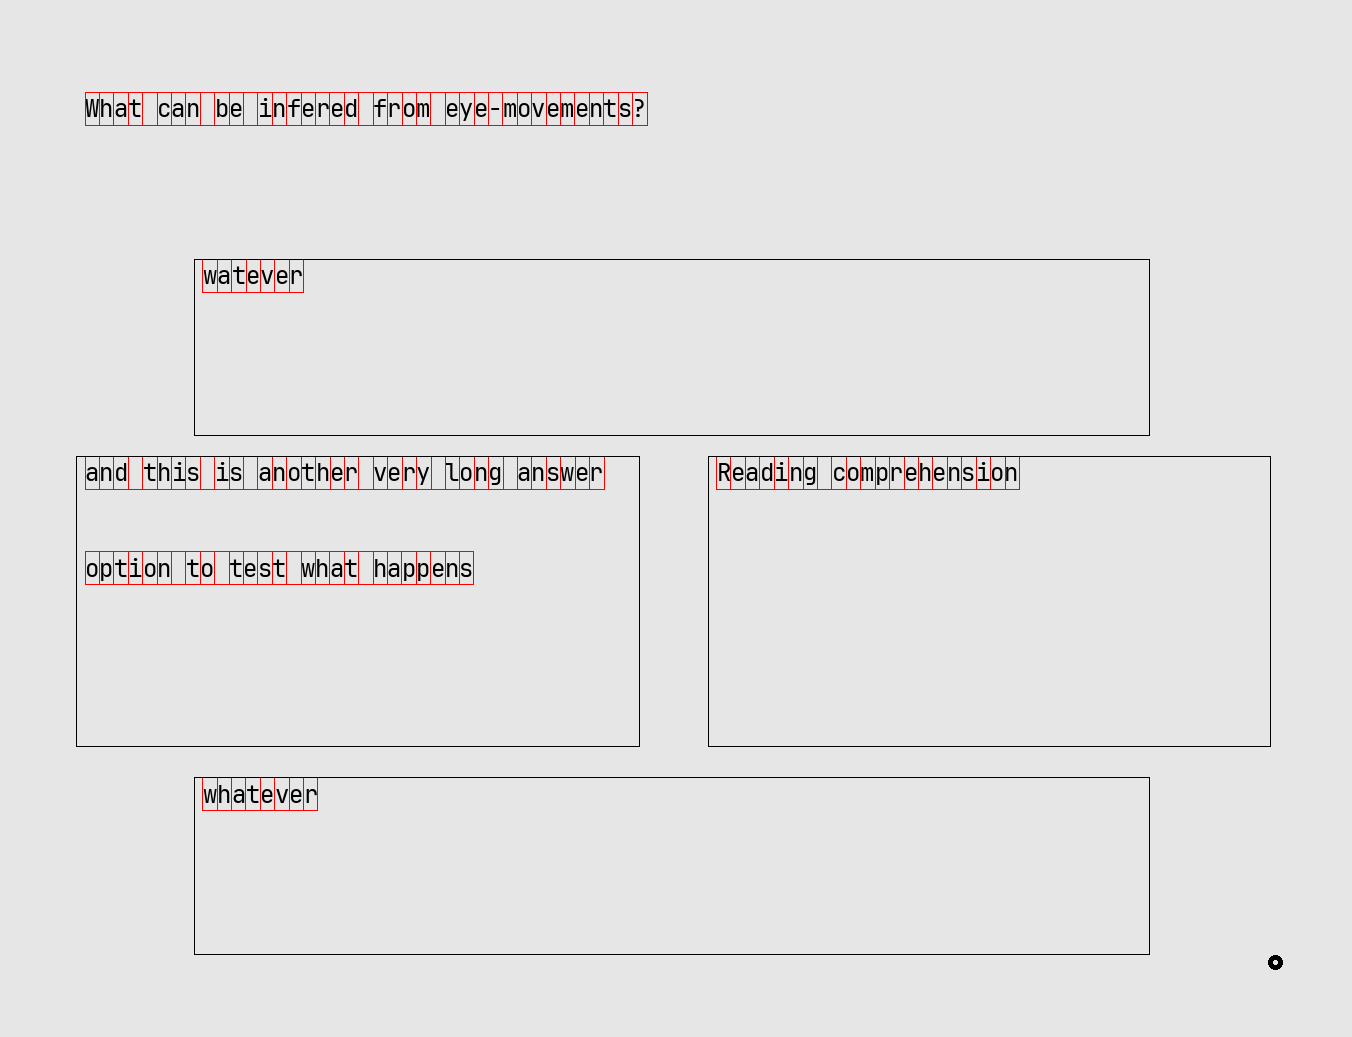 What can be infered from eye-movements?
watever
and this is another very long answer
option to test what happens
Reading comprehension
whatever